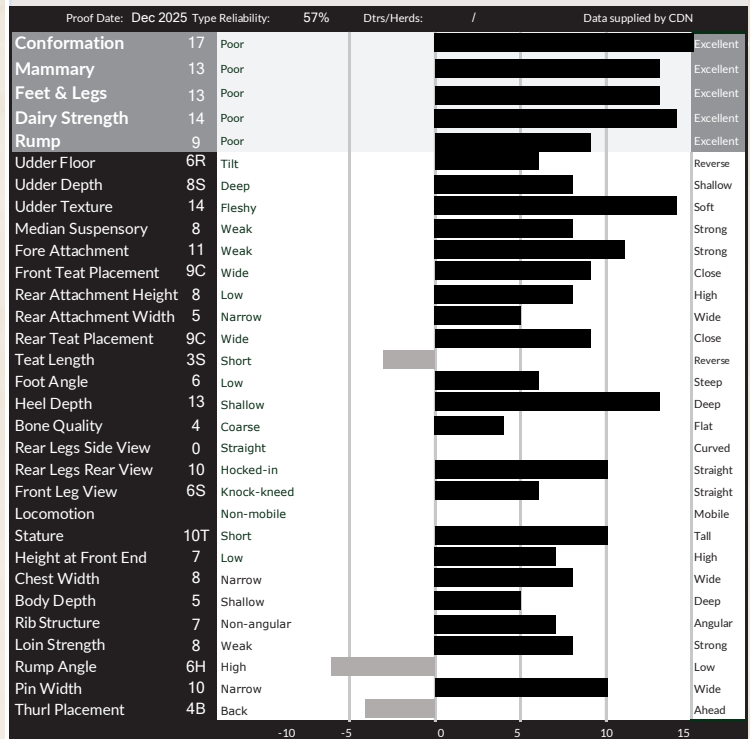 Proof Date: Dec 2025 Type Reliability: 57% Dtrs/Herds: / Data supplied by CDN
Conformation 17 Poor Excellent
Mammary 13 Poor Excellent
Feet & Legs 13 Poor Excellent
Dairy Strength 14 Poor Excellent
Rump 9 Poor Excellent
Udder Floor 6R Tilt Reverse
Udder Depth 8S Deep Shallow
Udder Texture 14 Fleshy Soft
Median Suspensory 8 Weak Strong
Fore Attachment 11 Weak Strong
Front Teat Placement 9C Wide Close
Rear Attachment Height 8 Low High
Rear Attachment Width 5 Narrow Wide
Rear Teat Placement 9C Wide Close
Teat Length 3S Short Reverse
Foot Angle 6 Low Steep
Heel Depth 13 Shallow Deep
Bone Quality 4 Coarse Flat
Rear Legs Side View 0 Straight Curved
Rear Legs Rear View 10 Hocked-in Straight
Front Leg View 6S Knock-kneed Straight
Locomotion Non-mobile Mobile
Stature 10T Short Tall
Height at Front End 7 Low High
Chest Width 8 Narrow Wide
Body Depth 5 Shallow Deep
Rib Structure 7 Non-angular Angular
Loin Strength 8 Weak Strong
Rump Angle 6H High Low
Pin Width 10 Narrow Wide
Thurl Placement 4B Back Ahead
-10 -5 0 5 10 15